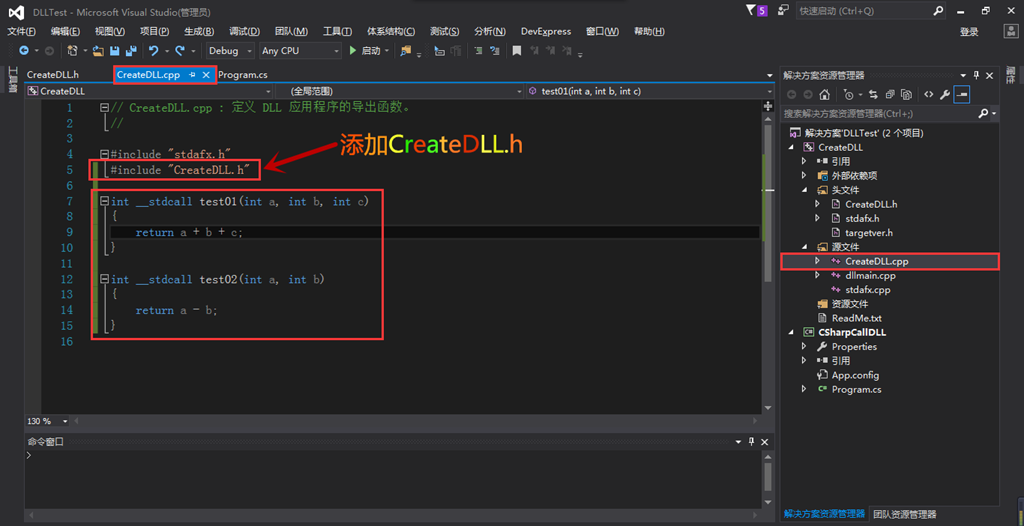 DLLTest - Microsoft Visual Studio(管理员)
5
快速启动 (Ctrl+Q)
文件(F) 编辑(E) 视图(V) 项目(P) 生成(B) 调试(D) 团队(M) 工具(T) 体系结构(C) 测试(S) 分析(N) DevExpress 窗口(W) 帮助(H)
登录
Debug Any CPU 启动
工具箱
CreateDLL.h CreateDLL.cpp Program.cs
CreateDLL (全局范围) test01(int a, int b, int c)
1 // CreateDLL.cpp : 定义 DLL 应用程序的导出函数。
2 //
3
4 #include "stdafx.h"
5 #include "CreateDLL.h"
6
7 int __stdcall test01(int a, int b, int c)
8 {
9 return a + b + c;
10 }
11
12 int __stdcall test02(int a, int b)
13 {
14 return a - b;
15 }
16
添加CreateDLL.h
130 %
命令窗口
>
解决方案资源管理器
搜索解决方案资源管理器(Ctrl+;)
解决方案'DLLTest' (2 个项目)
CreateDLL
引用
外部依赖项
头文件
CreateDLL.h
stdafx.h
targetver.h
源文件
CreateDLL.cpp
dllmain.cpp
stdafx.cpp
资源文件
ReadMe.txt
CSharpCallDLL
Properties
引用
App.config
Program.cs
解决方案资源管理器 团队资源管理器
属性